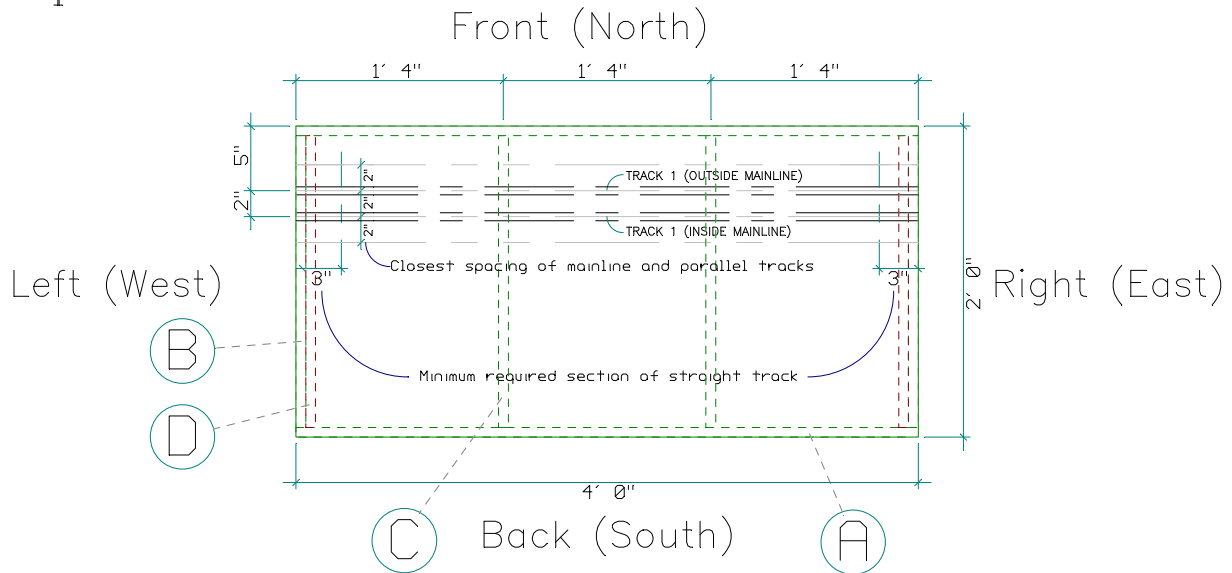 Front (North)
1' 4"
1' 4"
1' 4"
5"
2"
2"
2"
2"
TRACK 1 (OUTSIDE MAINLINE)
TRACK 1 (INSIDE MAINLINE)
Closest spacing of mainline and parallel tracks
3"
3"
Left (West)
2' 0"
Right (East)
B
Minimum required section of straight track
D
4' 0"
C
Back (South)
A